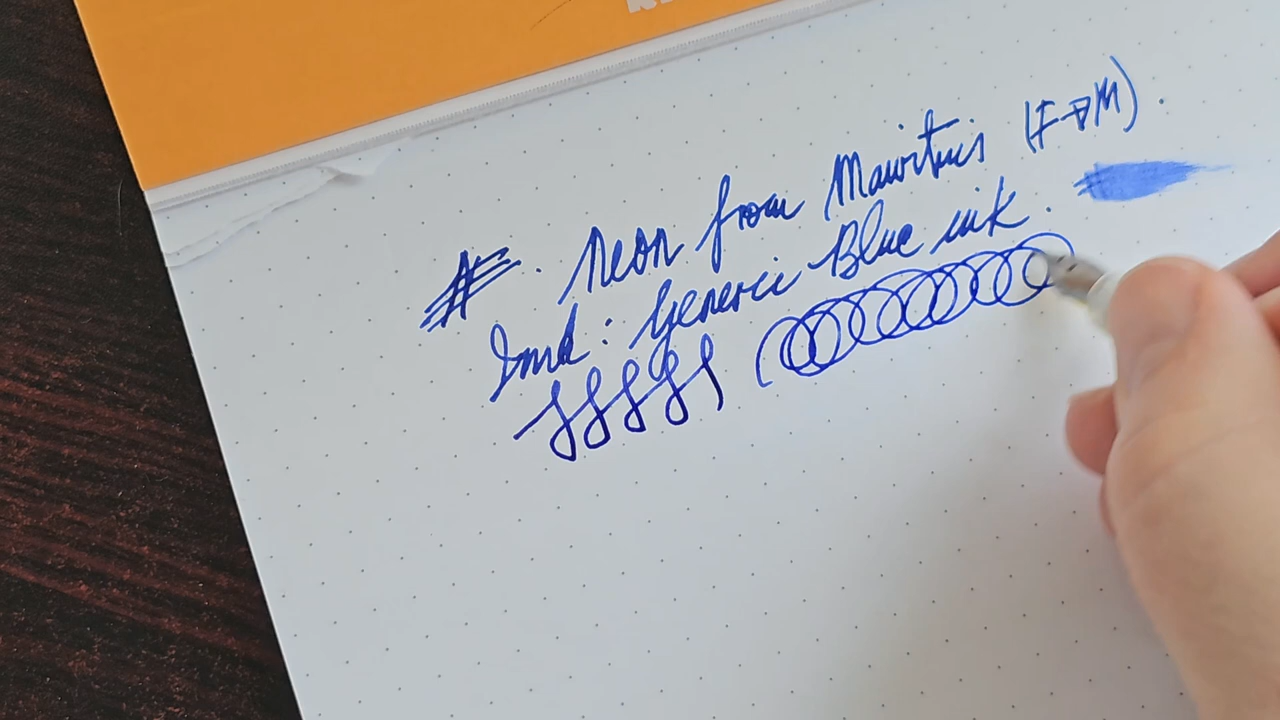 #. Neon from Mauritius (F→M).
Ink: Generic Blue ink.